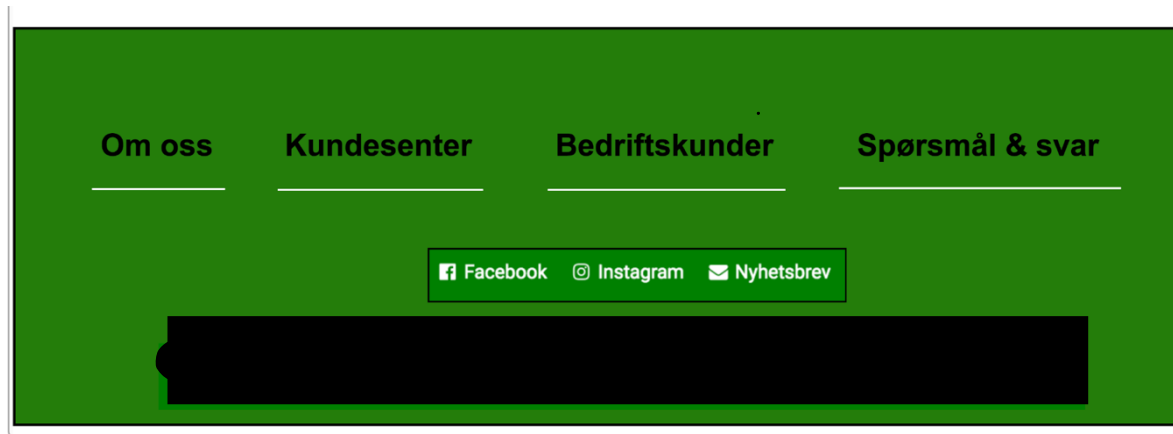 Om oss Kundesenter Bedriftskunder Spørsmål & svar
Facebook Instagram Nyhetsbrev